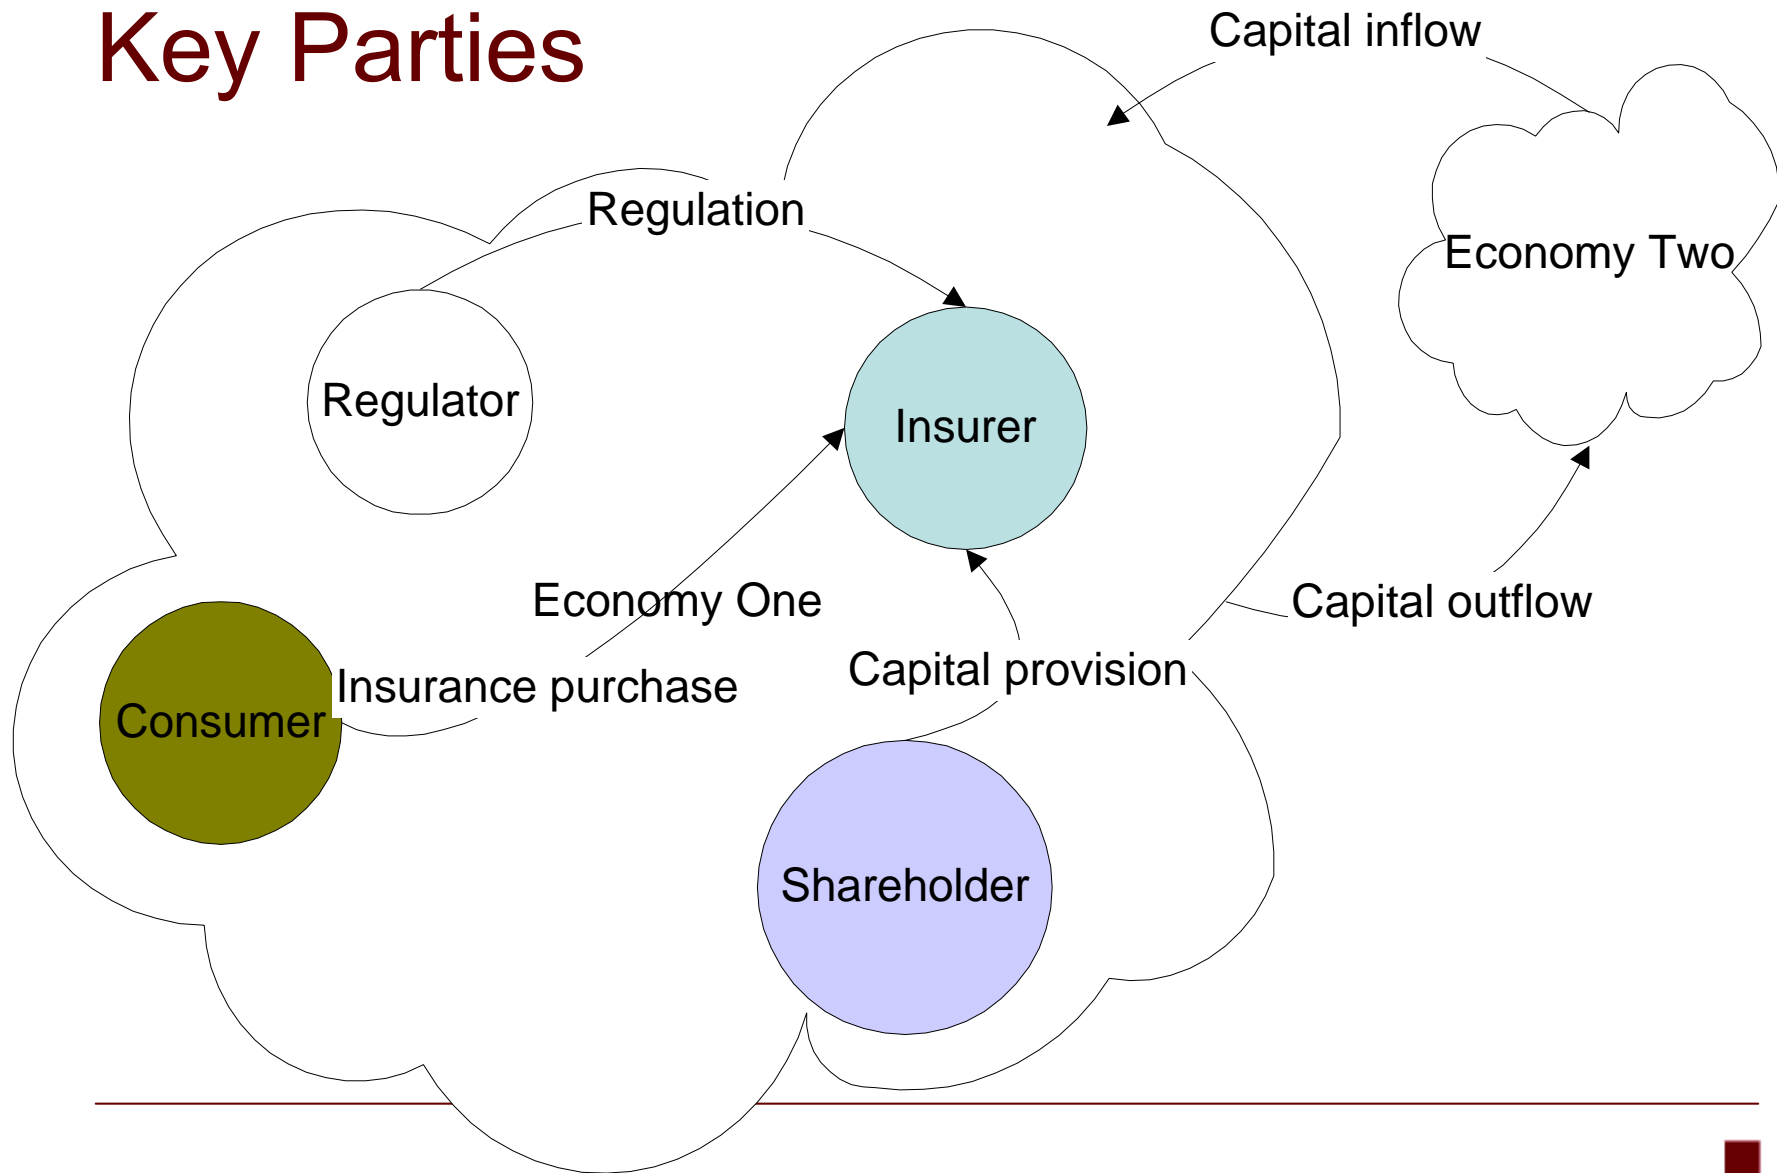 Key Parties
Capital inflow
Regulation
Economy Two
Regulator
Insurer
Economy One
Capital outflow
Capital provision
Insurance purchase
Consumer
Shareholder